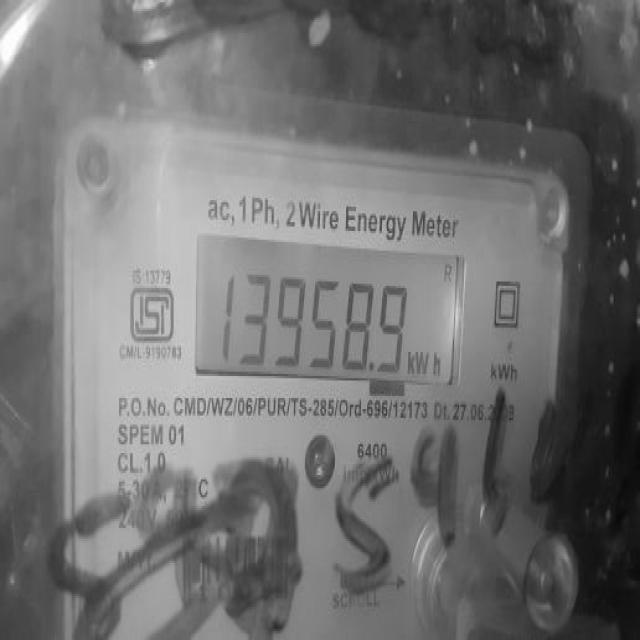 ac, 1 Ph, 2 Wire Energy Meter
R
13958.9 kWh
IS 13779
ISI
CM/L-9190783
kWh
P.O.No. CMD/WZ/06/PUR/TS-285/Ord-696/12173 Dt. 27.06.
SPEM 01
CL.1.0
6400
SCROLL